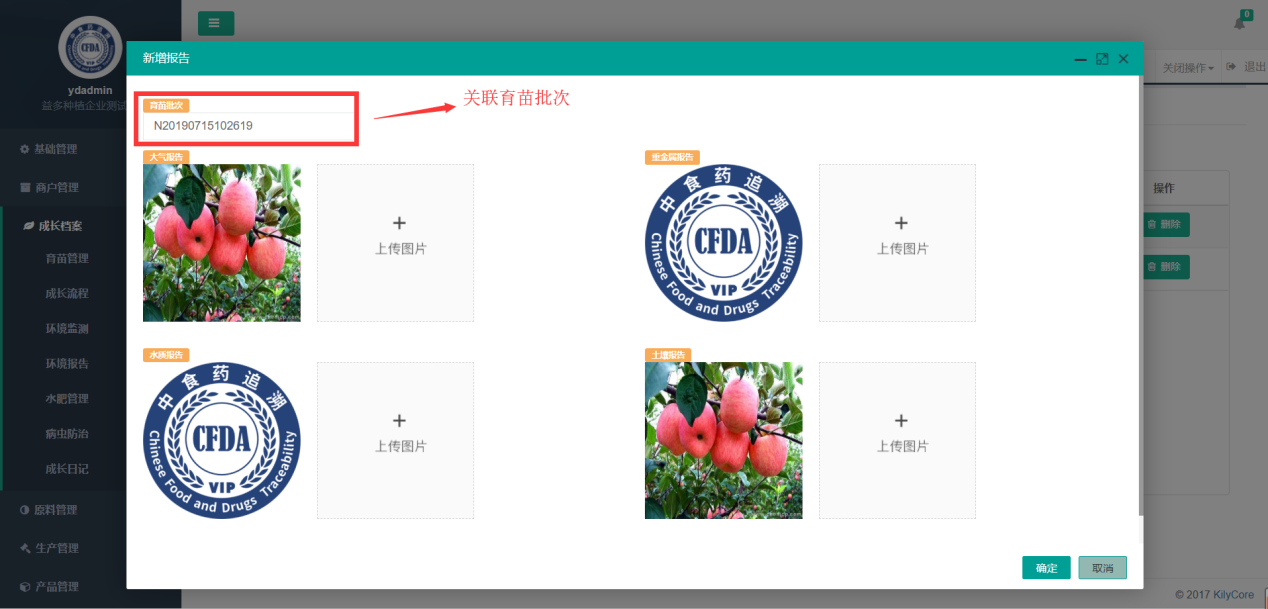 0
ydadmin
益多种植企业测试
新增报告
关闭操作
退出
育苗批次
N20190715102619
关联育苗批次
基础管理
商户管理
成长档案
育苗管理
成长流程
环境监测
环境报告
水肥管理
病虫防治
成长日记
原料管理
生产管理
产品管理
大气报告
上传图片
重金属报告
中食药追溯
CFDA
VIP
Chinese Food and Drugs Traceability
上传图片
操作
删除
删除
水质报告
中食药追溯
CFDA
VIP
Chinese Food and Drugs Traceability
上传图片
土壤报告
上传图片
确定
取消
© 2017 KilyCore